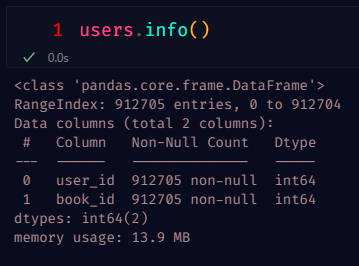 1 users.info()
0.0s
<class 'pandas.core.frame.DataFrame'>
RangeIndex: 912705 entries, 0 to 912704
Data columns (total 2 columns):
 #   Column   Non-Null Count   Dtype
---  ------   --------------   -----
 0   user_id  912705 non-null  int64
 1   book_id  912705 non-null  int64
dtypes: int64(2)
memory usage: 13.9 MB